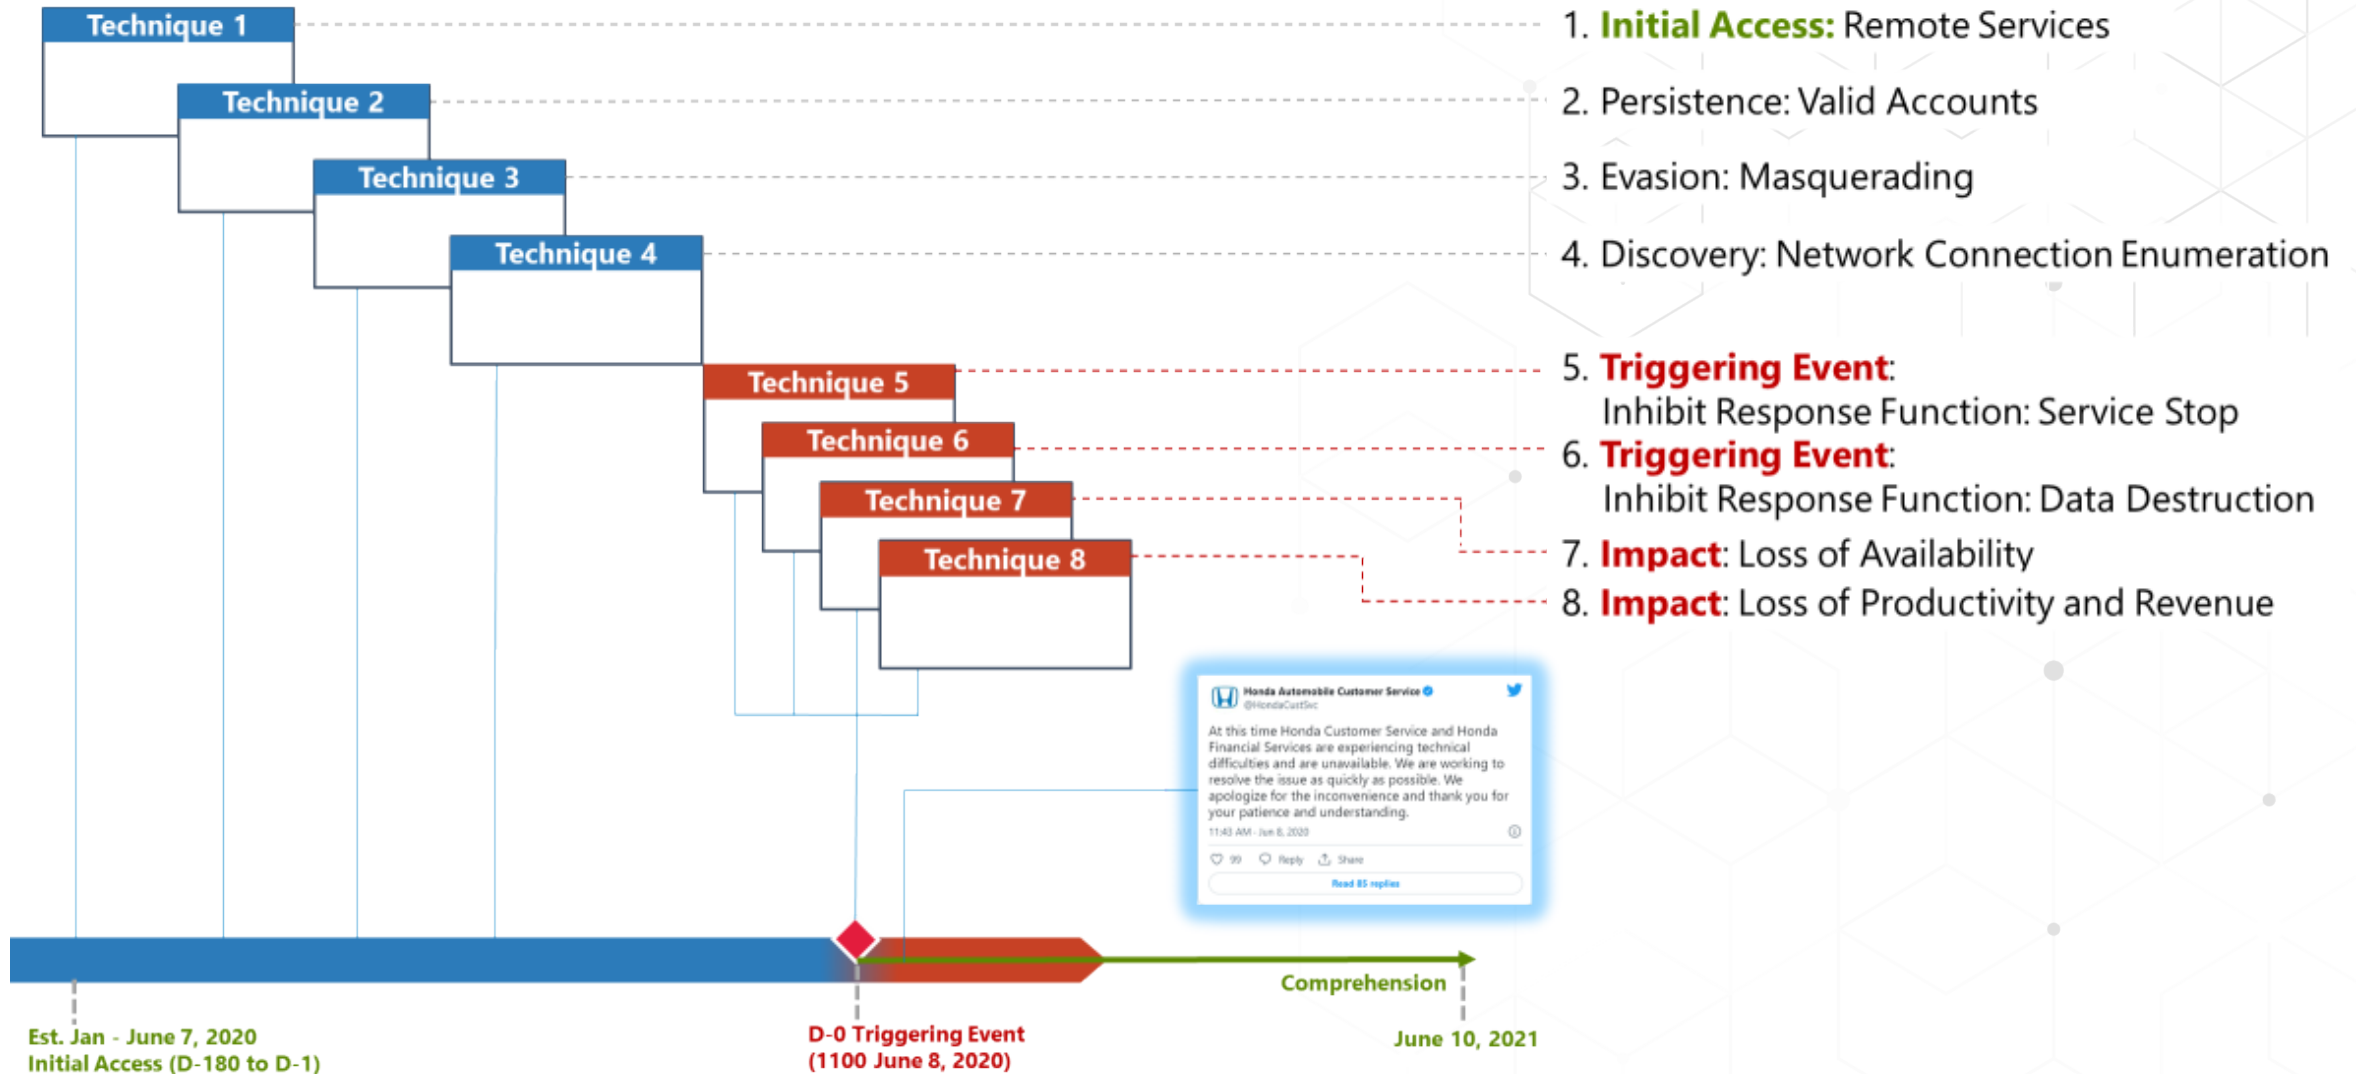 Technique 1
1. Initial Access: Remote Services
Technique 2
2. Persistence: Valid Accounts
Technique 3
3. Evasion: Masquerading
Technique 4
4. Discovery: Network Connection Enumeration
Technique 5
5. Triggering Event:
Inhibit Response Function: Service Stop
Technique 6
6. Triggering Event:
Inhibit Response Function: Data Destruction
Technique 7
7. Impact: Loss of Availability
Technique 8
8. Impact: Loss of Productivity and Revenue
Honda Automobile Customer Service
@HondaCustSvc
At this time Honda Customer Service and Honda
Financial Services are experiencing technical
difficulties and are unavailable. We are working to
resolve the issue as quickly as possible. We
apologize for the inconvenience and thank you for
your patience and understanding.
11:43 AM · Jun 8, 2020
99 Reply Share
Read 85 replies
Comprehension
Est. Jan - June 7, 2020
Initial Access (D-180 to D-1)
D-0 Triggering Event
(1100 June 8, 2020)
June 10, 2021